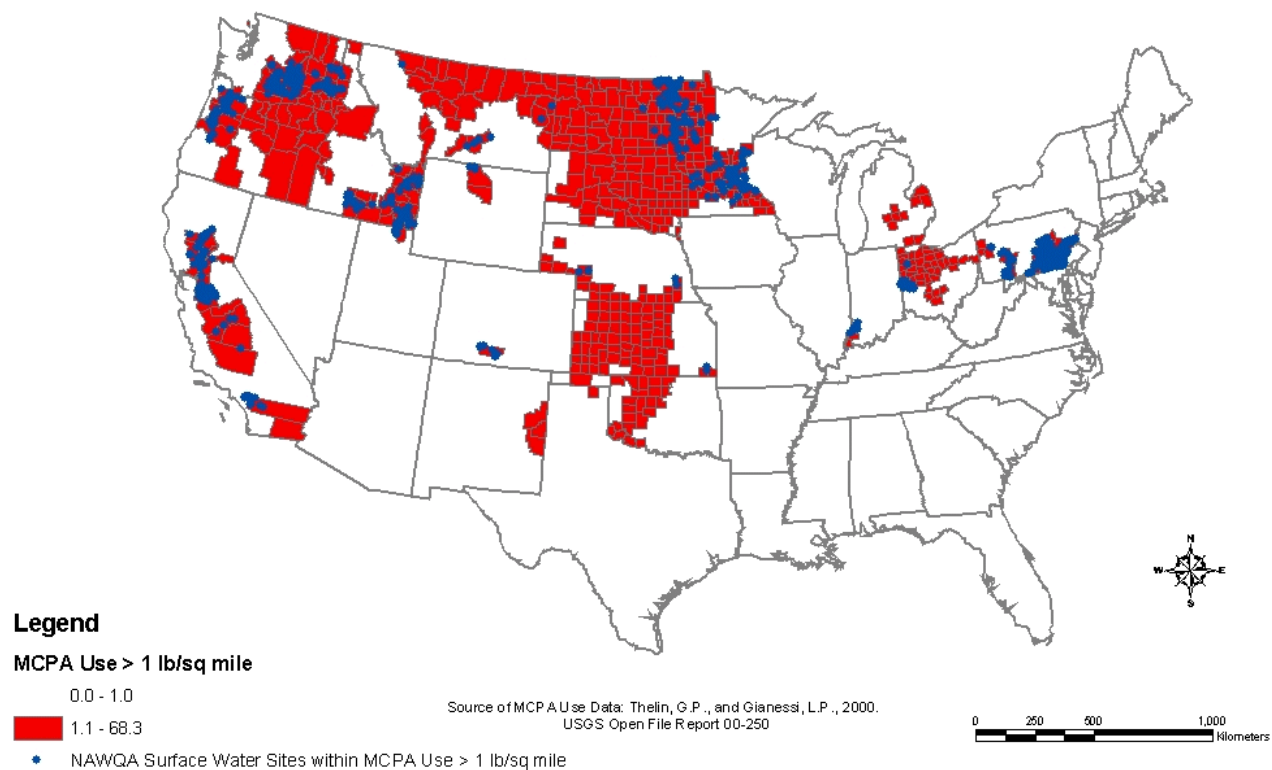 N
W E
S
Legend
MCPA Use > 1 lb/sq mile
0.0 - 1.0
1.1 - 68.3
NAWQA Surface Water Sites within MCPA Use > 1 lb/sq mile
Source of MCPA Use Data: Thelin, G.P., and Gianessi, L.P., 2000.
USGS Open File Report 00-250
0 250 500 1,000
Kilometers